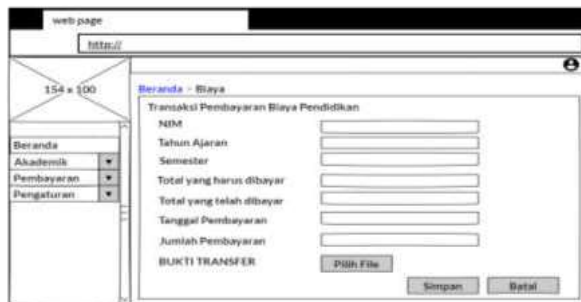 web page
http://
154 x 100
Beranda - Biaya
Transaksi Pembayaran Biaya Pendidikan
NIM
Tahun Ajaran
Semester
Total yang harus dibayar
Total yang telah dibayar
Tanggal Pembayaran
Jumlah Pembayaran
BUKTI TRANSFER
Pilih File
Simpan
Batal
Beranda
Akademik
Pembayaran
Pengaturan